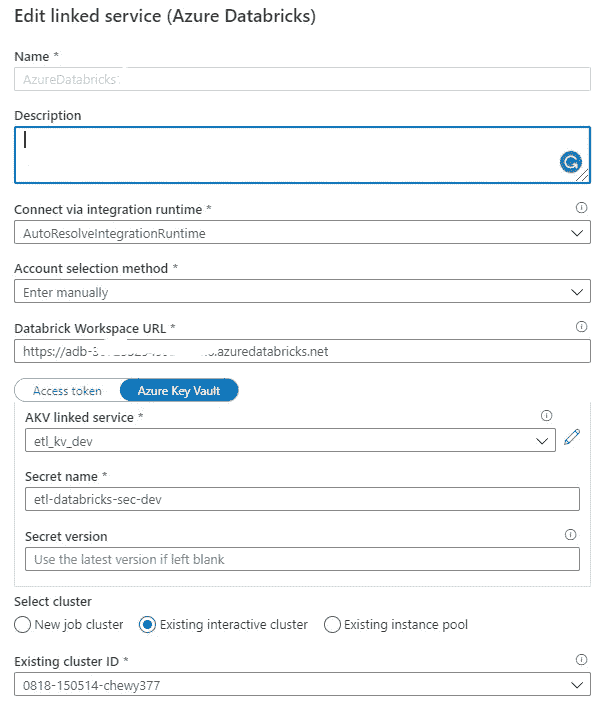 Edit linked service (Azure Databricks)
Name *
AzureDatabricks
Description
Connect via integration runtime *
AutoResolveIntegrationRuntime
Account selection method *
Enter manually
Databrick Workspace URL *
https://adb- .azuredatabricks.net
Access token Azure Key Vault
AKV linked service *
etl_kv_dev
Secret name *
etl-databricks-sec-dev
Secret version
Use the latest version if left blank
Select cluster
New job cluster Existing interactive cluster Existing instance pool
Existing cluster ID *
0818-150514-chewy377